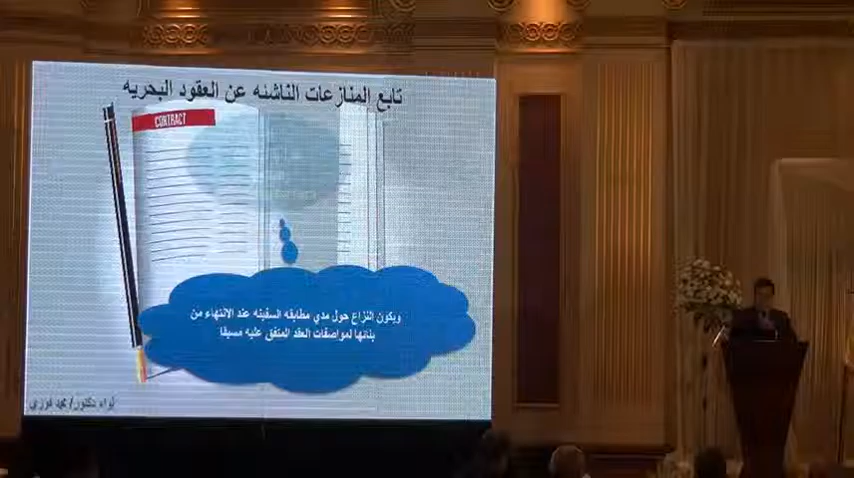 تابع المنازعات الناشئه عن العقود البحريه
CONTRACT
ويكون النزاع حول مدي مطابقه السفينه عند الانتهاء من
بنائها لمواصفات العقد المتفق عليه مسبقا
لواء دكتور/ محمد فوزي